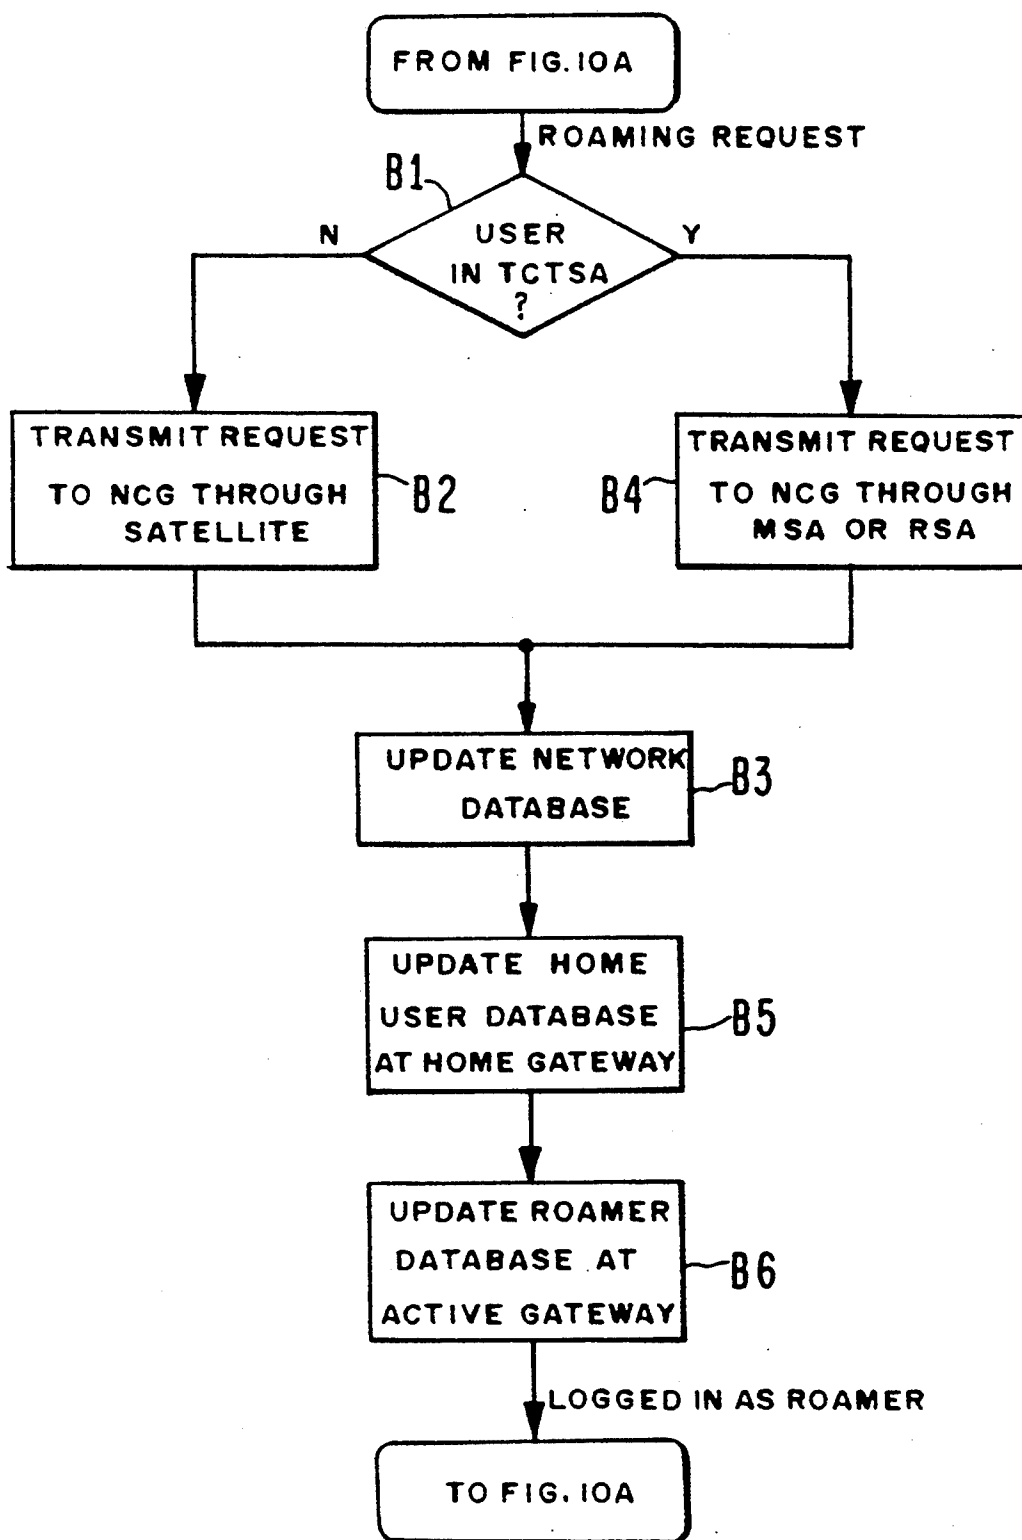 FROM FIG.10A
ROAMING REQUEST
B1
N
USER
IN TCTSA
?
Y
TRANSMIT REQUEST
TO NCG THROUGH
SATELLITE
B2
B4
TRANSMIT REQUEST
TO NCG THROUGH
MSA OR RSA
UPDATE NETWORK
DATABASE
B3
UPDATE HOME
USER DATABASE
AT HOME GATEWAY
B5
UPDATE ROAMER
DATABASE AT
ACTIVE GATEWAY
B6
LOGGED IN AS ROAMER
TO FIG.10A